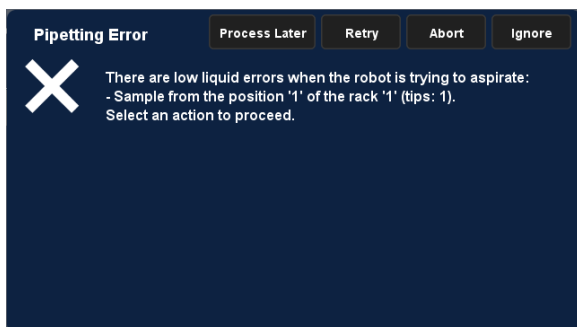 Pipetting Error
Process Later
Retry
Abort
Ignore
There are low liquid errors when the robot is trying to aspirate:
- Sample from the position '1' of the rack '1' (tips: 1).
Select an action to proceed.